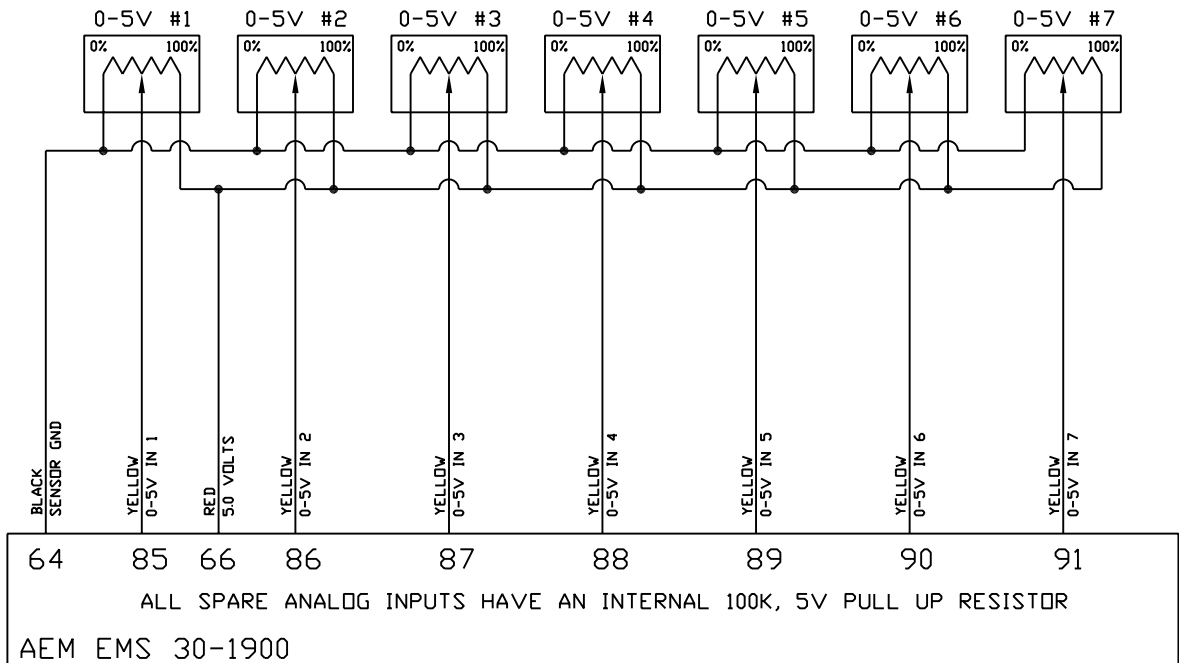 0-5V #1
0-5V #2
0-5V #3
0-5V #4
0-5V #5
0-5V #6
0-5V #7
0% 100%
0% 100%
0% 100%
0% 100%
0% 100%
0% 100%
0% 100%
BLACK
SENSOR GND
YELLOW
0-5V IN 1
RED
5.0 VOLTS
YELLOW
0-5V IN 2
YELLOW
0-5V IN 3
YELLOW
0-5V IN 4
YELLOW
0-5V IN 5
YELLOW
0-5V IN 6
YELLOW
0-5V IN 7
64 85 66 86 87 88 89 90 91
ALL SPARE ANALOG INPUTS HAVE AN INTERNAL 100K, 5V PULL UP RESISTOR
AEM EMS 30-1900